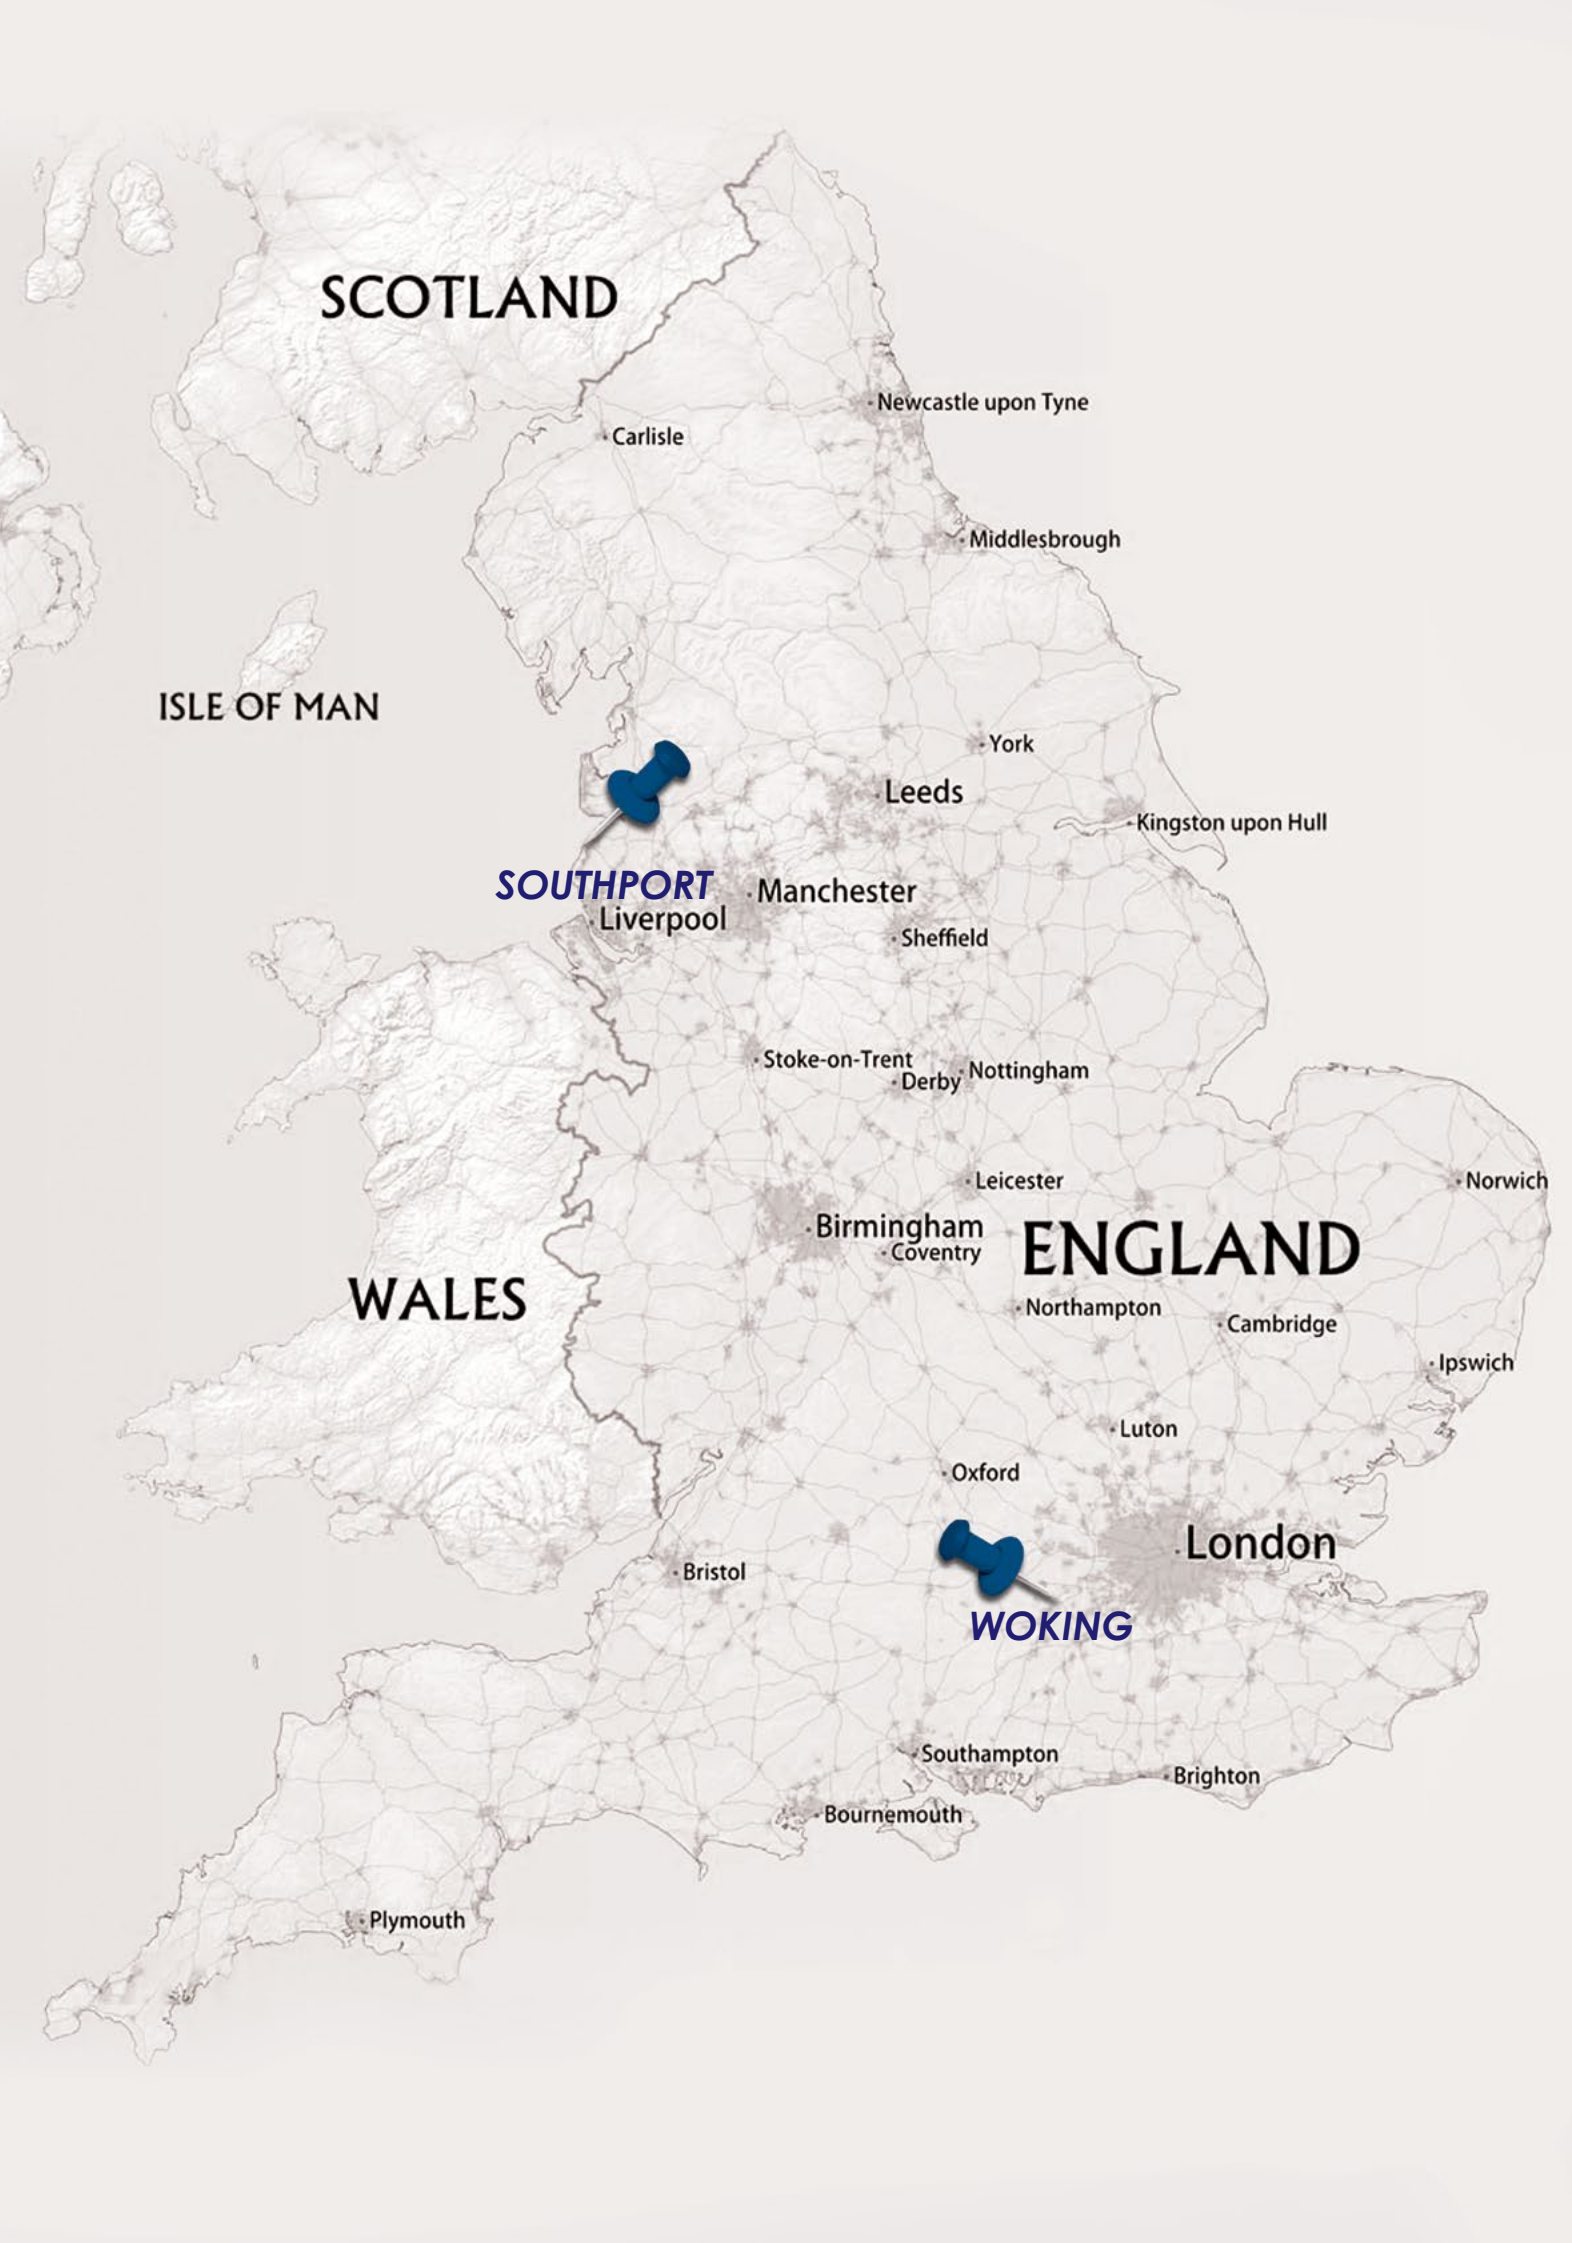 SCOTLAND
Newcastle upon Tyne
Carlisle
Middlesbrough
ISLE OF MAN
York
Leeds
Kingston upon Hull
SOUTHPORT
Manchester
Liverpool
Sheffield
Stoke-on-Trent
Nottingham
Derby
Leicester
Norwich
Birmingham
ENGLAND
Coventry
WALES
Northampton
Cambridge
Ipswich
Luton
Oxford
London
Bristol
WOKING
Southampton
Brighton
Bournemouth
Plymouth